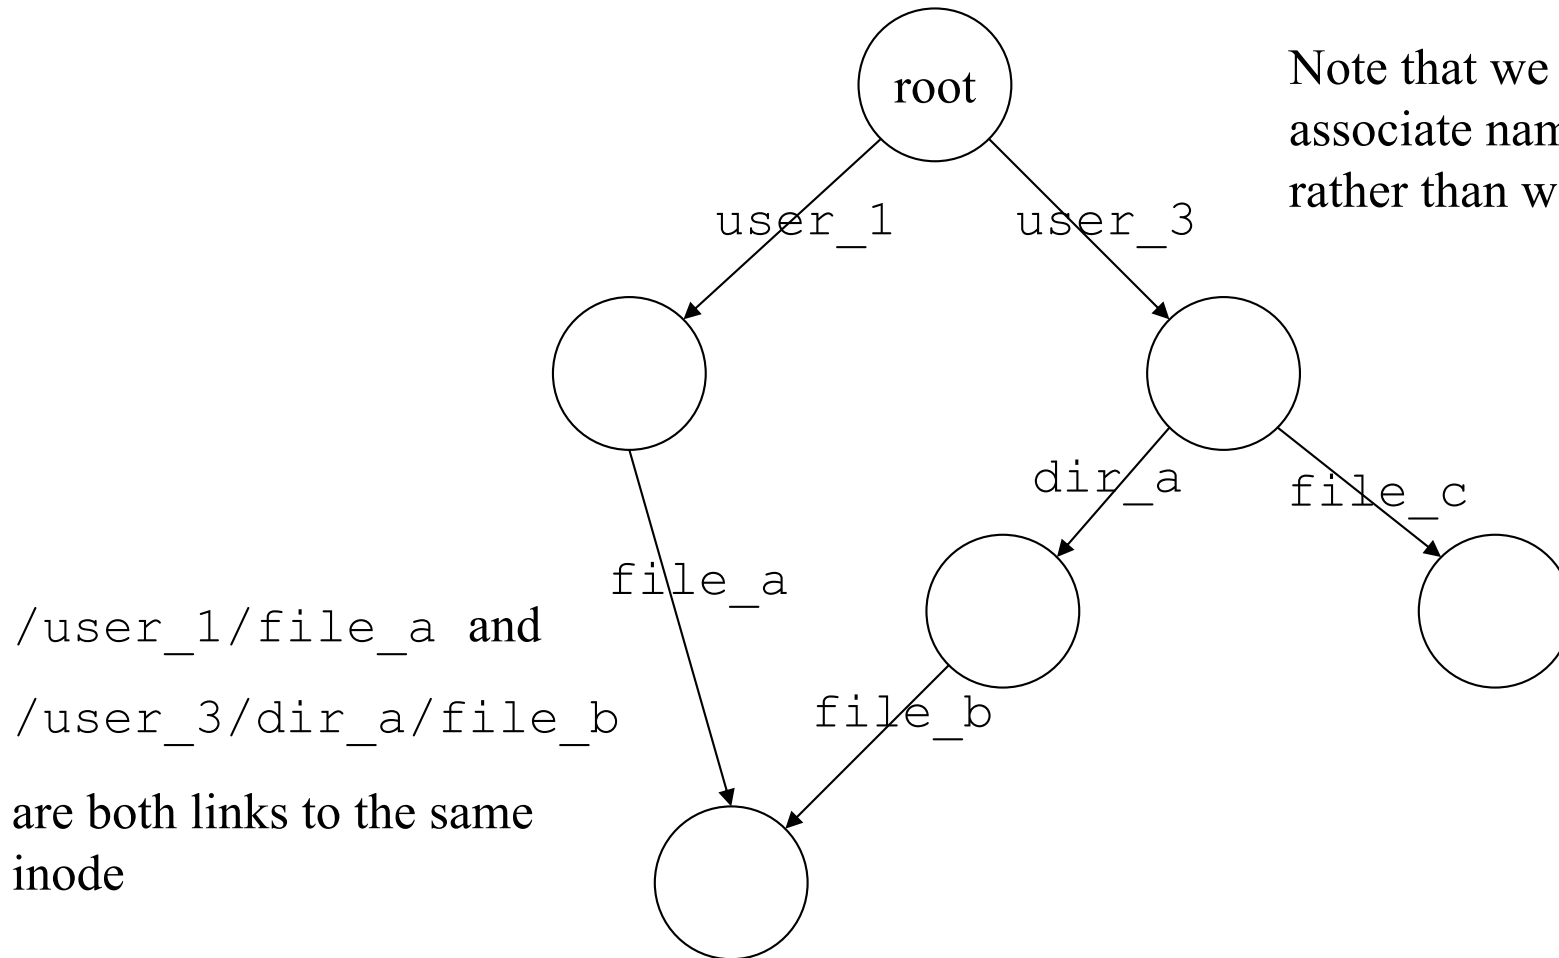 root
Note that we
associate
rather than
user_1
user_3
dir_a
file_c
file_a
/user_1/file_a and
/user_3/dir_a/file_b
file_b
are both links to the same
inode